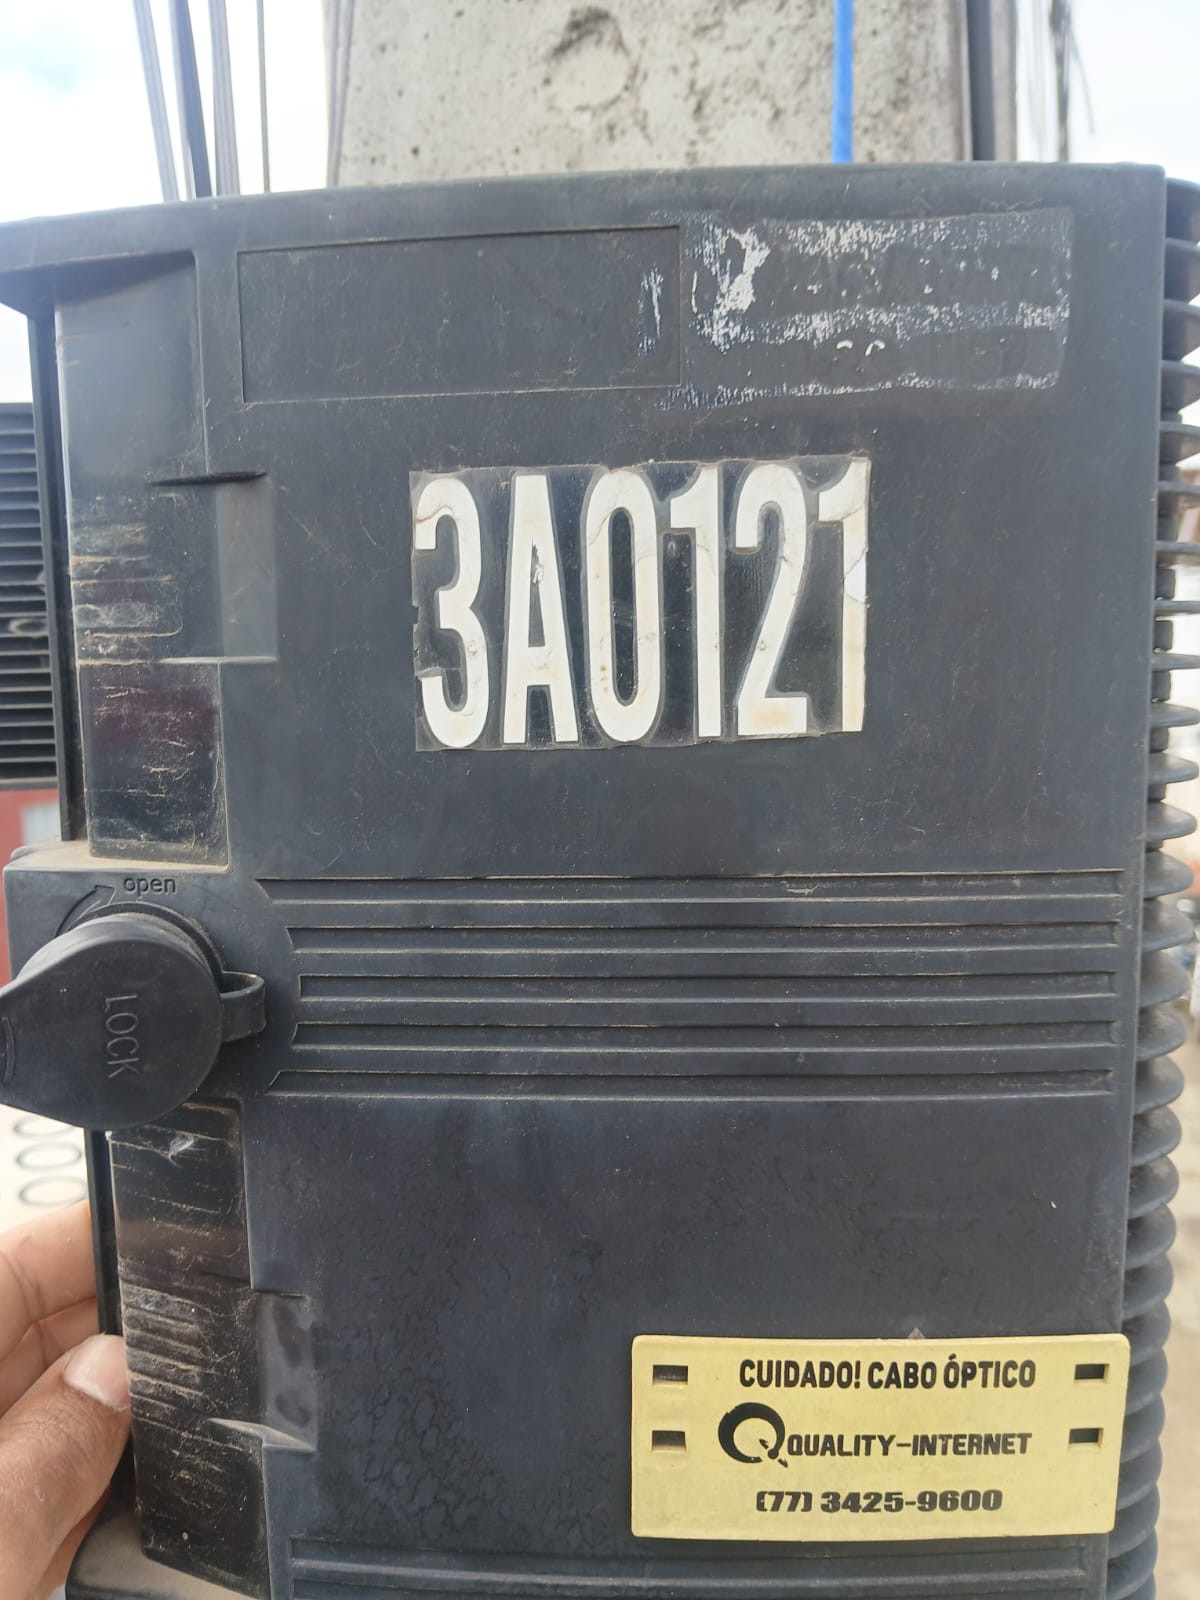 3A0121
open
LOCK
CUIDADO! CABO ÓPTICO
QUALITY-INTERNET
(77) 3425-9600